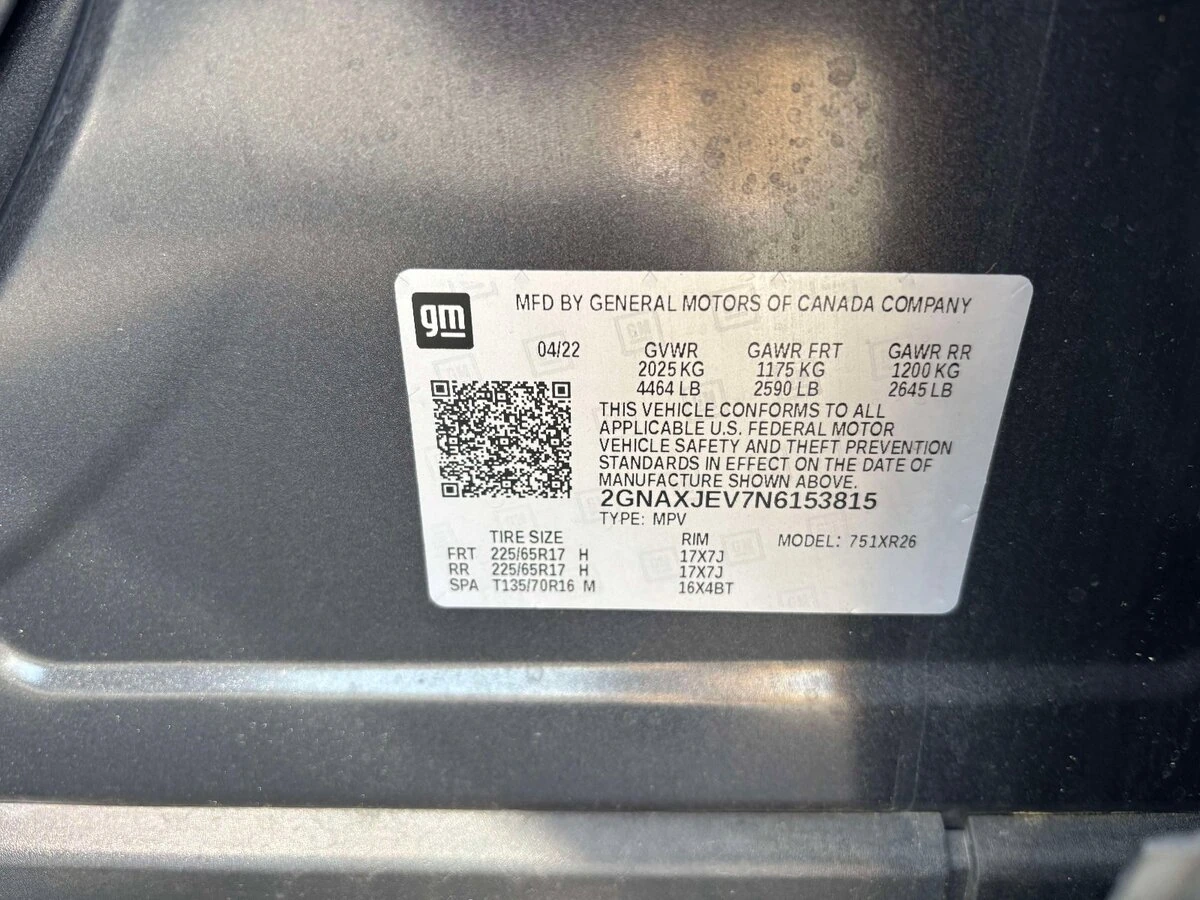 gm
MFD BY GENERAL MOTORS OF CANADA COMPANY
04/22 GVWR GAWR FRT GAWR RR
2025 KG 1175 KG 1200 KG
4464 LB 2590 LB 2645 LB
THIS VEHICLE CONFORMS TO ALL
APPLICABLE U.S. FEDERAL MOTOR
VEHICLE SAFETY AND THEFT PREVENTION
STANDARDS IN EFFECT ON THE DATE OF
MANUFACTURE SHOWN ABOVE.
2GNAXJEV7N6153815
TYPE: MPV
TIRE SIZE RIM MODEL: 751XR26
FRT 225/65R17 H 17X7J
RR 225/65R17 H 17X7J
SPA T135/70R16 M 16X4BT